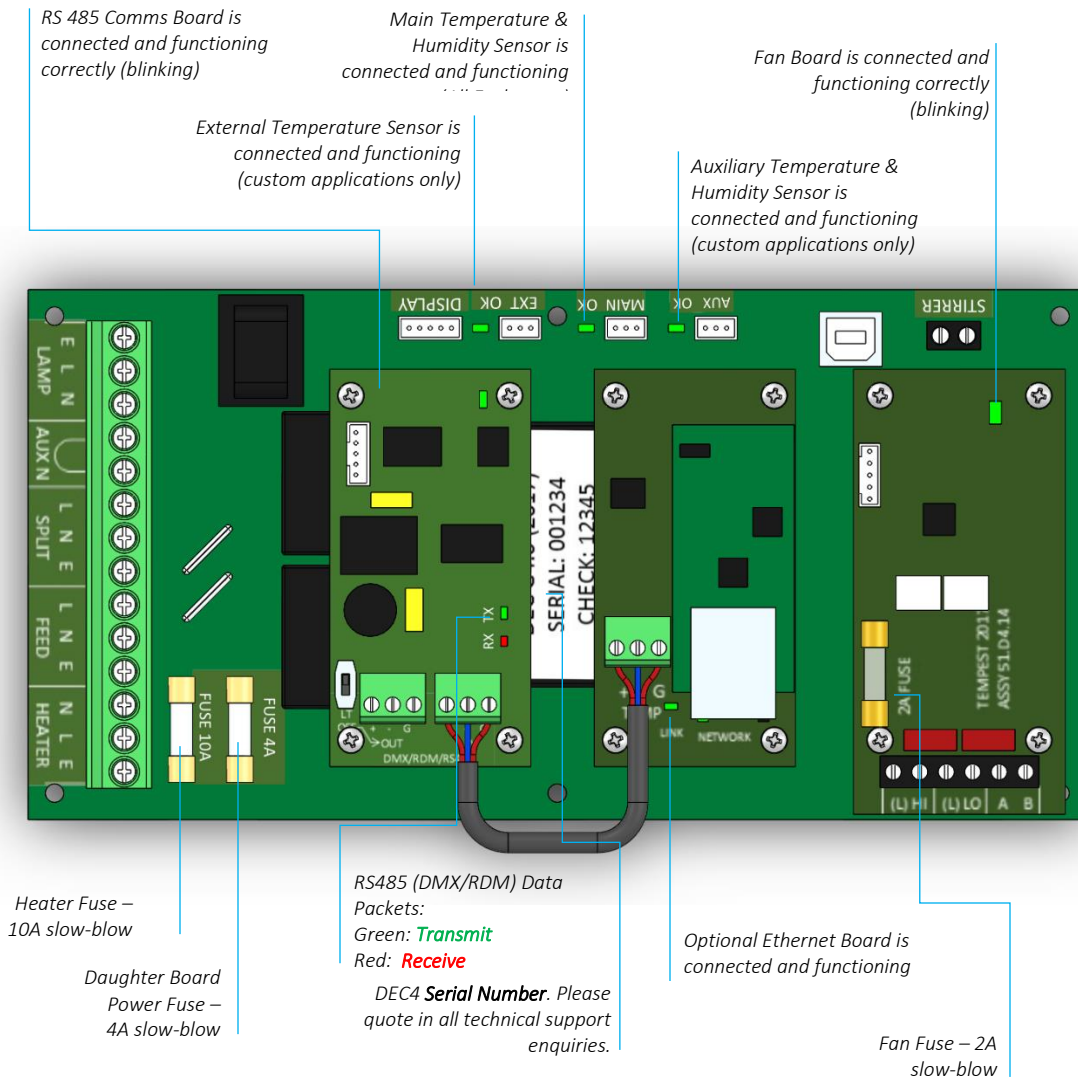 RS 485 Comms Board is
connected and functioning
correctly (blinking)
Main Temperature &
Humidity Sensor is
connected and functioning
Fan Board is connected and
functioning correctly
(blinking)
External Temperature Sensor is
connected and functioning
(custom applications only)
Auxiliary Temperature &
Humidity Sensor is
connected and functioning
(custom applications only)
DISPLAY
EXT OK
MAIN OK
AUX OK
STIRRER
E L N
LAMP
AUX N
L N E
SPLIT
L N E
FEED
N L E
HEATER
FUSE 10A
FUSE 4A
SERIAL: 001234
CHECK: 12345
TX
RX
LT
+ - G
OUT
DMX/RDM/RS4
+ G
LINK
NETWORK
2A FUSE
TEMPEST 2017
ASSY 51.D4.14
(L) HI (L) LO A B
Heater Fuse –
10A slow-blow
Daughter Board
Power Fuse –
4A slow-blow
RS485 (DMX/RDM) Data
Packets:
Green: Transmit
Red: Receive
DEC4 Serial Number. Please
quote in all technical support
enquiries.
Optional Ethernet Board is
connected and functioning
Fan Fuse – 2A
slow-blow